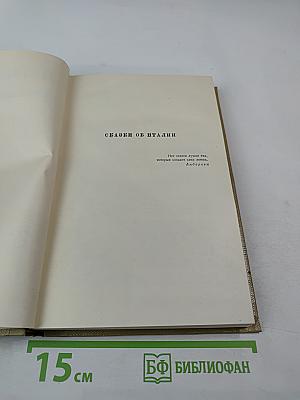 СКАЗКИ ОБ ИТАЛИИ
Нет сказок лучше тех,
которые создает сама жизнь.
Андерсен
15 см
БФ БИБЛИОФАН